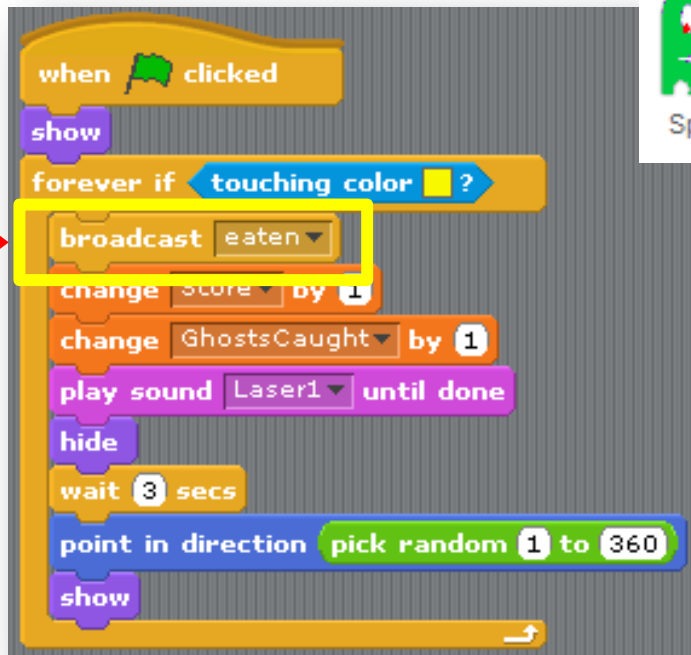 when clicked
show
forever if touching color ?
broadcast eaten
change Score by 1
change GhostsCaught by 1
play sound Laser1 until done
hide
wait 3 secs
point in direction pick random 1 to 360
show